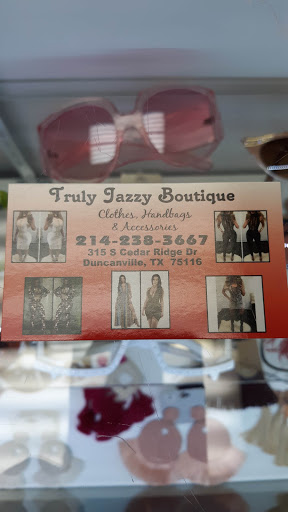 Truly Jazzy Boutique
Clothes, Handbags
& Accessories
214-238-3667
315 S Cedar Ridge Dr
Duncanville, TX 75116